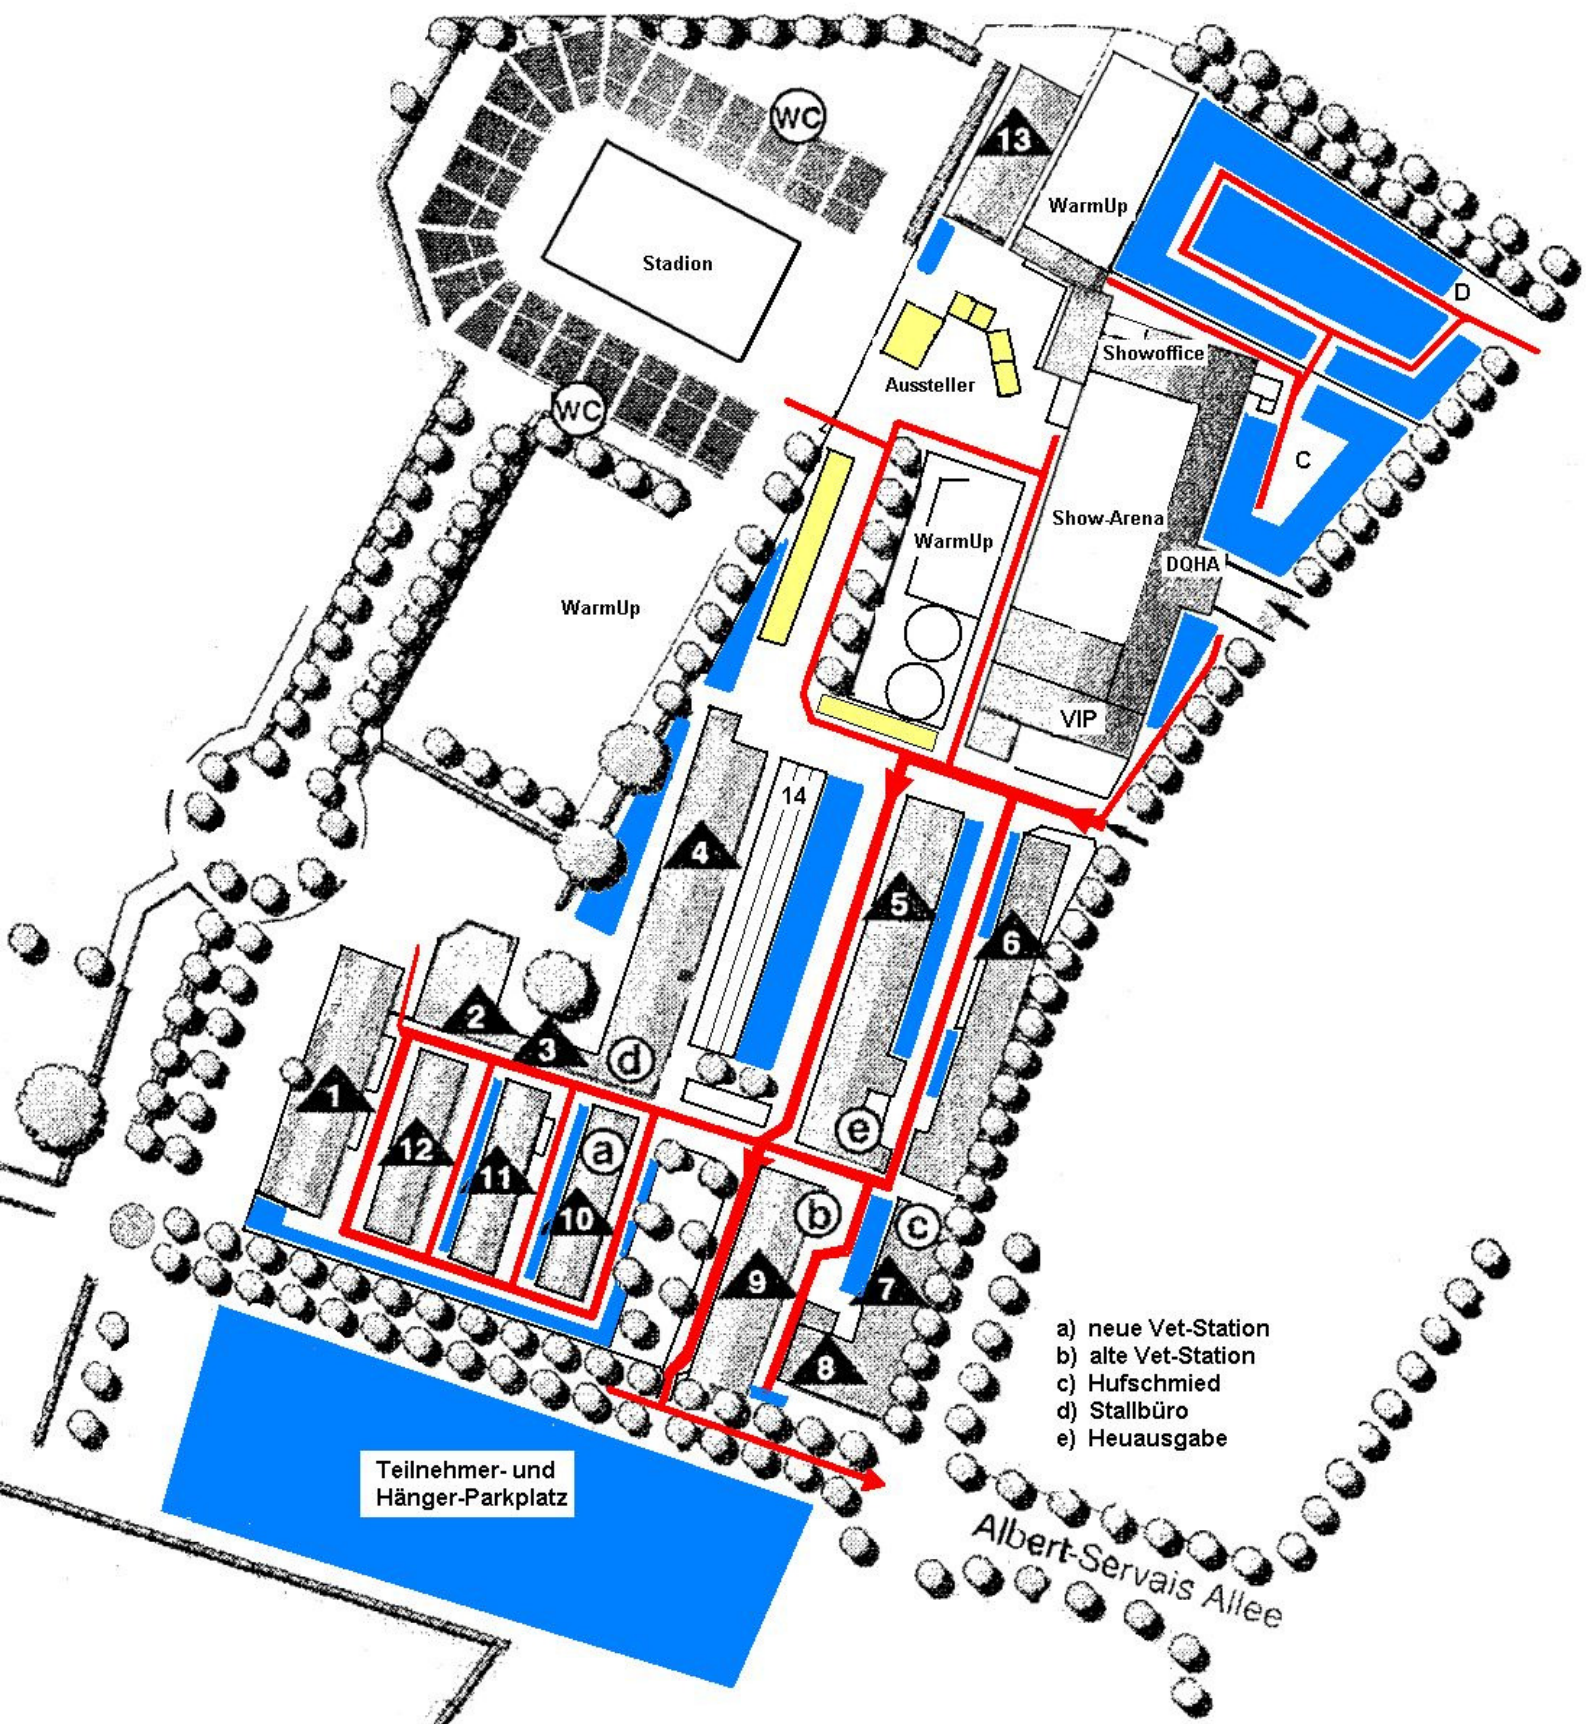 WC
13
WarmUp
Stadion
D
Showoffice
Aussteller
WC
C
Show-Arena
WarmUp
DQHA
WarmUp
VIP
14
4
5
6
2
3
d
1
e
12
a
11
10
b
c
9
7
8
a) neue Vet-Station
b) alte Vet-Station
c) Hufschmied
d) Stallbüro
e) Heuausgabe
Teilnehmer- und
Hänger-Parkplatz
Albert-Servais Allee